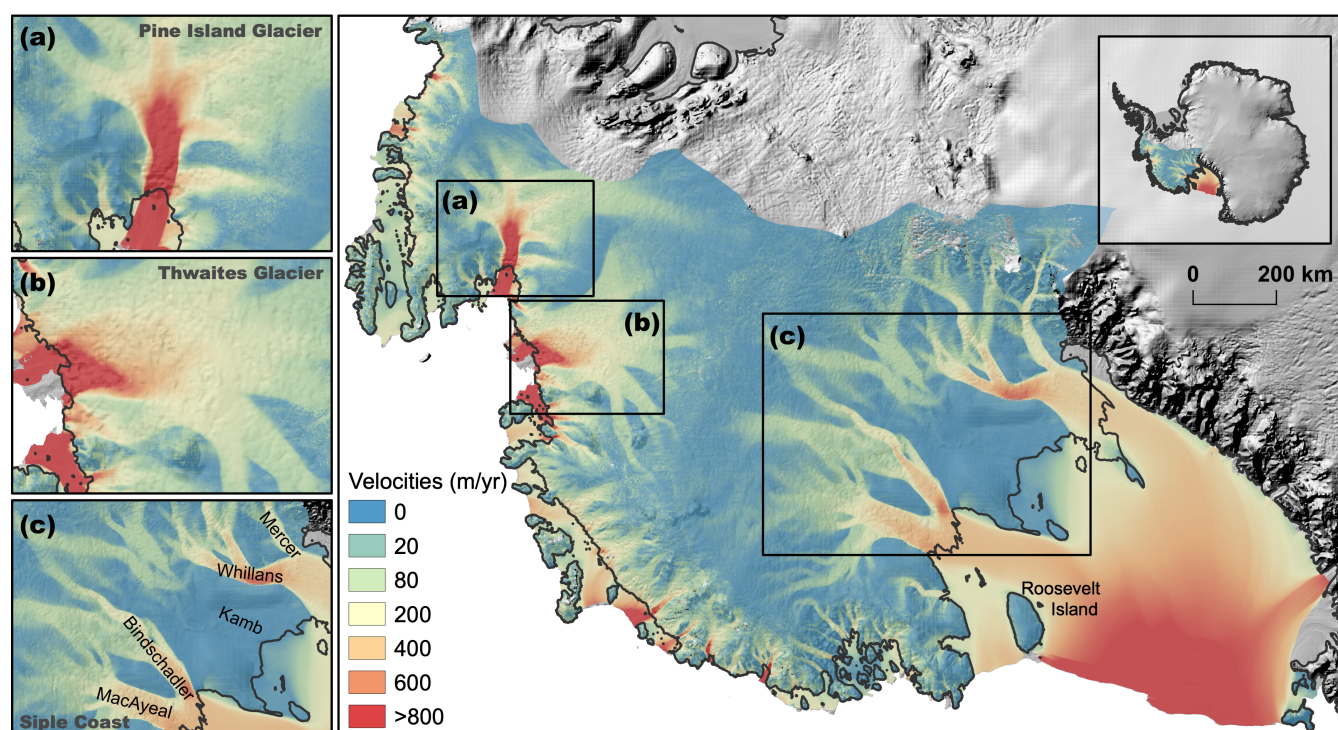 (a)
Pine Island Glacier
(b)
Thwaites Glacier
(c)
Mercer
Whillans
Kamb
Bindschadler
MacAyeal
Siple Coast
(a)
(b)
(c)
0 200 km
Roosevelt
Island
Velocities (m/yr)
0
20
80
200
400
600
>800